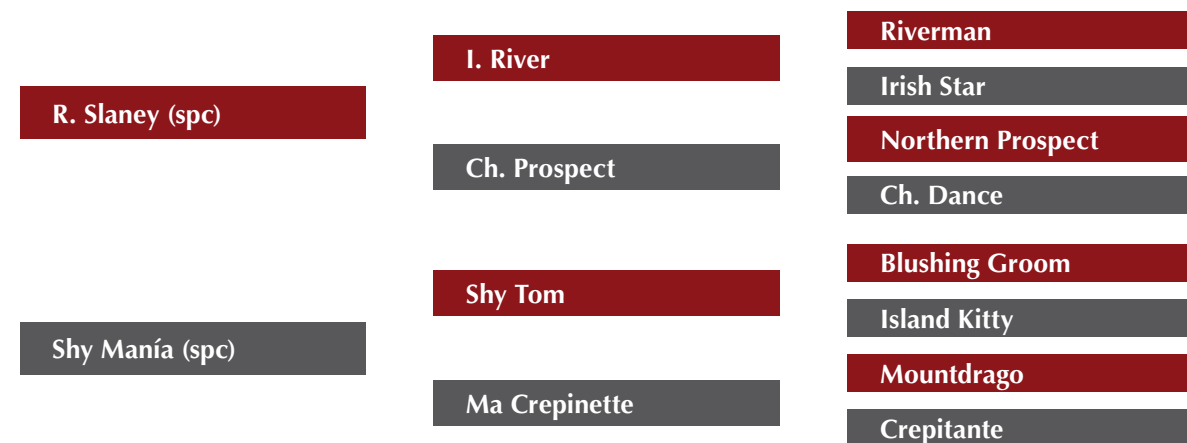 R. Slaney (spc)
Shy Manía (spc)
I. River
Ch. Prospect
Shy Tom
Ma Crepinette
Riverman
Irish Star
Northern Prospect
Ch. Dance
Blushing Groom
Island Kitty
Mountdrago
Crepitante